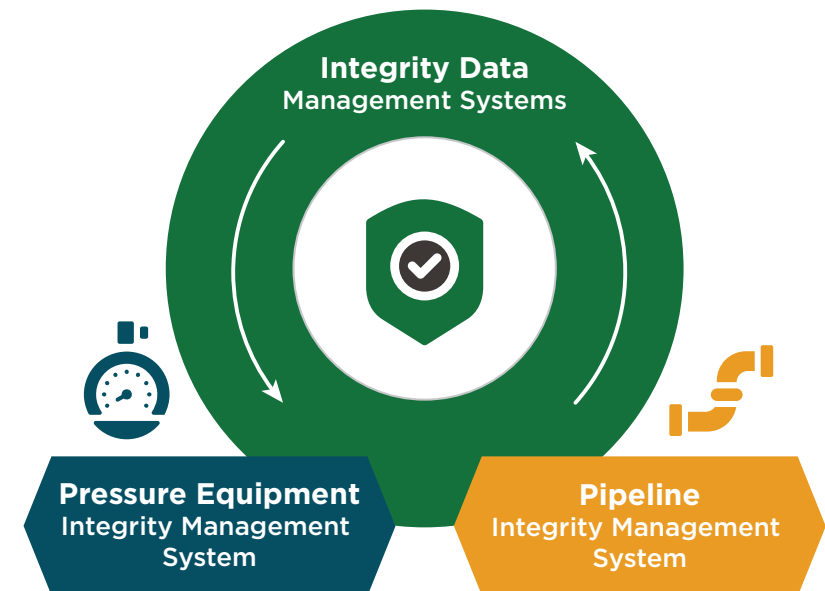 Integrity Data
Management Systems
Pressure Equipment
Integrity Management
System
Pipeline
Integrity Management
System